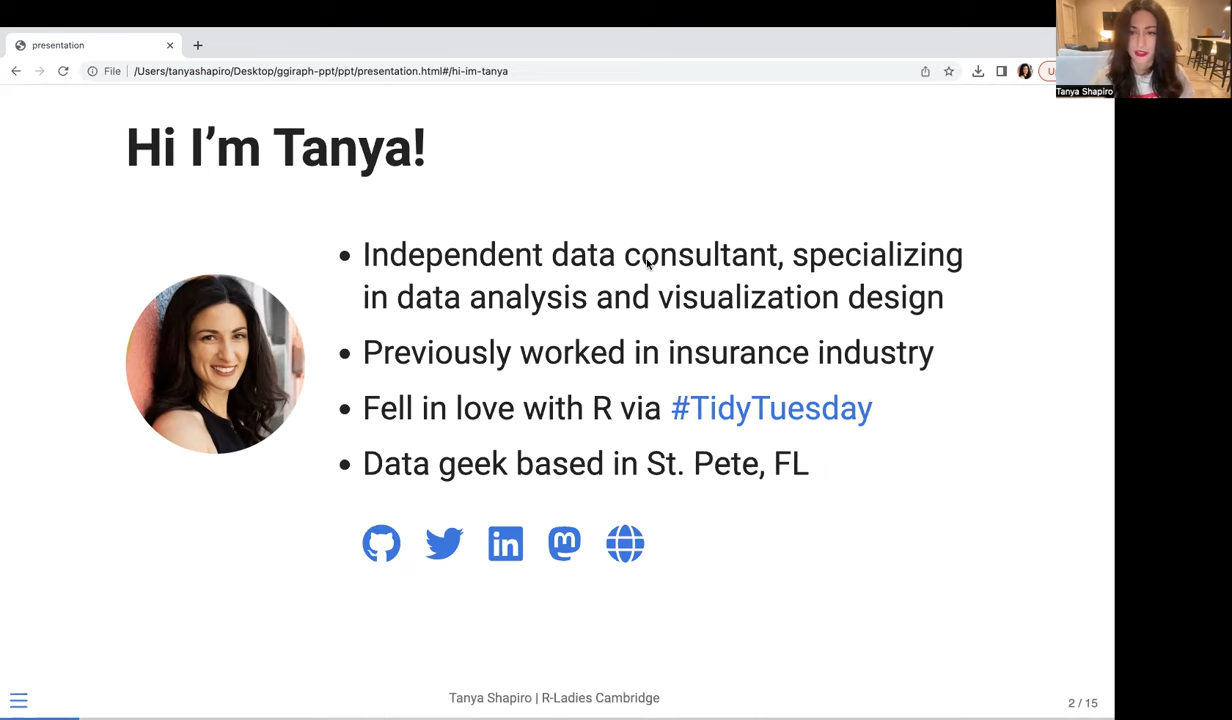 presentation
File
/Users/tanyashapiro/Desktop/ggiraph-ppt/ppt/presentation.html#/hi-im-tanya
Tanya Shapiro
Hi I’m Tanya!
• Independent data consultant, specializing
in data analysis and visualization design
• Previously worked in insurance industry
• Fell in love with R via #TidyTuesday
• Data geek based in St. Pete, FL
in
m
Tanya Shapiro | R-Ladies Cambridge
2 / 15